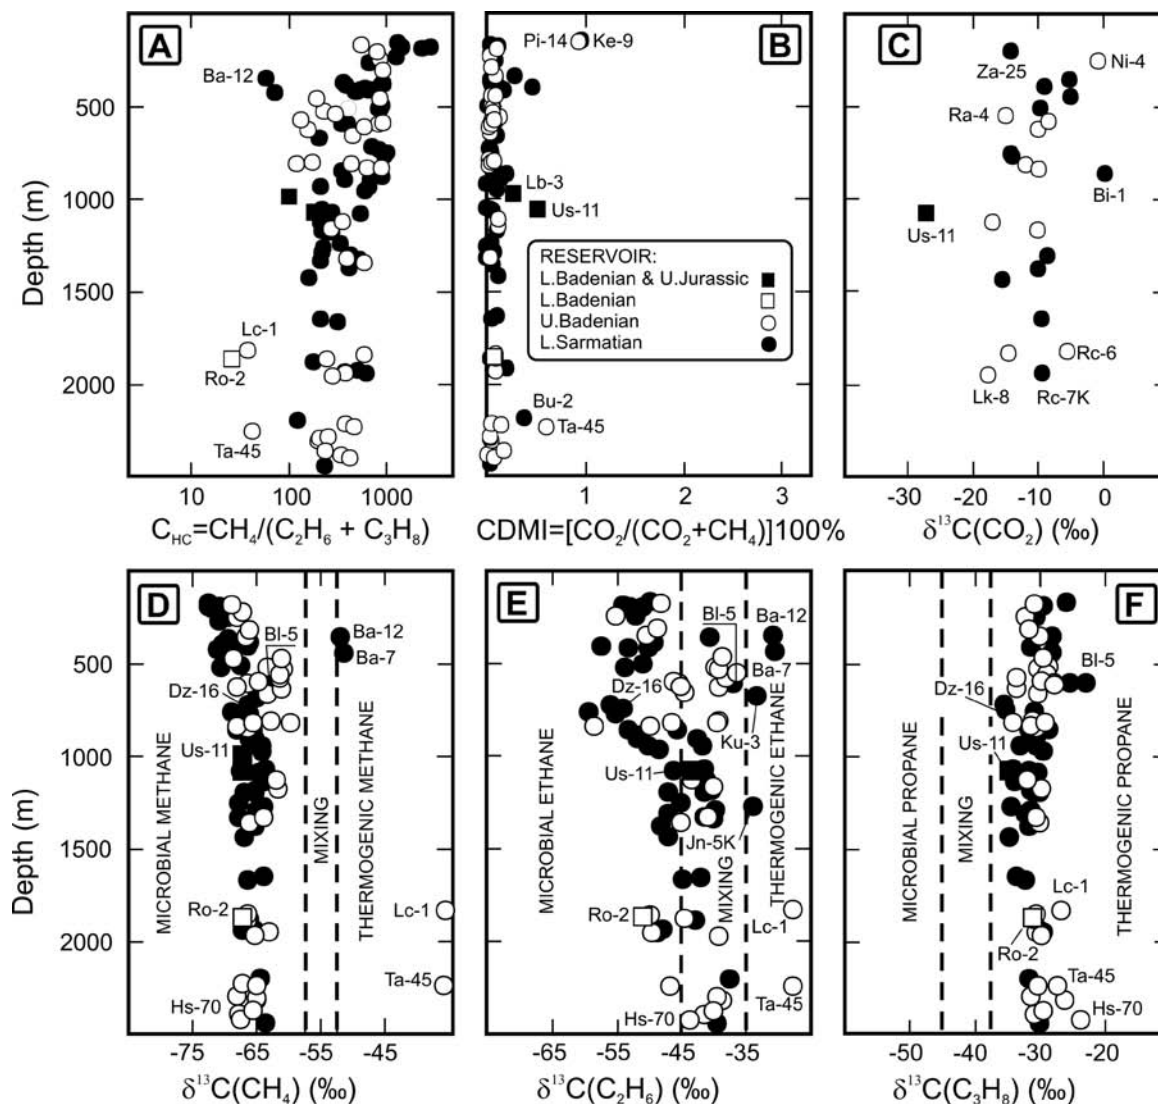 A
B
C
Pi-14
Ke-9
Ni-4
Za-25
Ba-12
Ra-4
Lb-3
Us-11
Bi-1
Us-11
RESERVOIR:
L.Badenian & U.Jurassic
L.Badenian
U.Badenian
L.Sarmatian
Lc-1
Ro-2
Rc-6
Lk-8
Rc-7K
Bu-2
Ta-45
Ta-45
Depth (m)
500
1000
1500
2000
10 100 1000
0 1 2 3
-30 -20 -10 0
C_HC=CH₄/(C₂H₆ + C₃H₈)
CDMI=[CO₂/(CO₂+CH₄)]100%
δ¹³C(CO₂) (‰)
D
E
F
Bl-5
Ba-12
Ba-7
Dz-16
Us-11
MICROBIAL METHANE
MIXING
THERMOGENIC METHANE
Ro-2
Lc-1
Ta-45
Hs-70
Bl-5
Ba-12
Ba-7
Dz-16
Ku-3
Us-11
Jn-5K
MICROBIAL ETHANE
MIXING
THERMOGENIC ETHANE
Ro-2
Lc-1
Ta-45
Hs-70
Bl-5
Dz-16
Us-11
MICROBIAL PROPANE
MIXING
THERMOGENIC PROPANE
Lc-1
Ro-2
Ta-45
Hs-70
Depth (m)
500
1000
1500
2000
-75 -65 -55 -45
-65 -55 -45 -35
-50 -40 -30 -20
δ¹³C(CH₄) (‰)
δ¹³C(C₂H₆) (‰)
δ¹³C(C₃H₈) (‰)